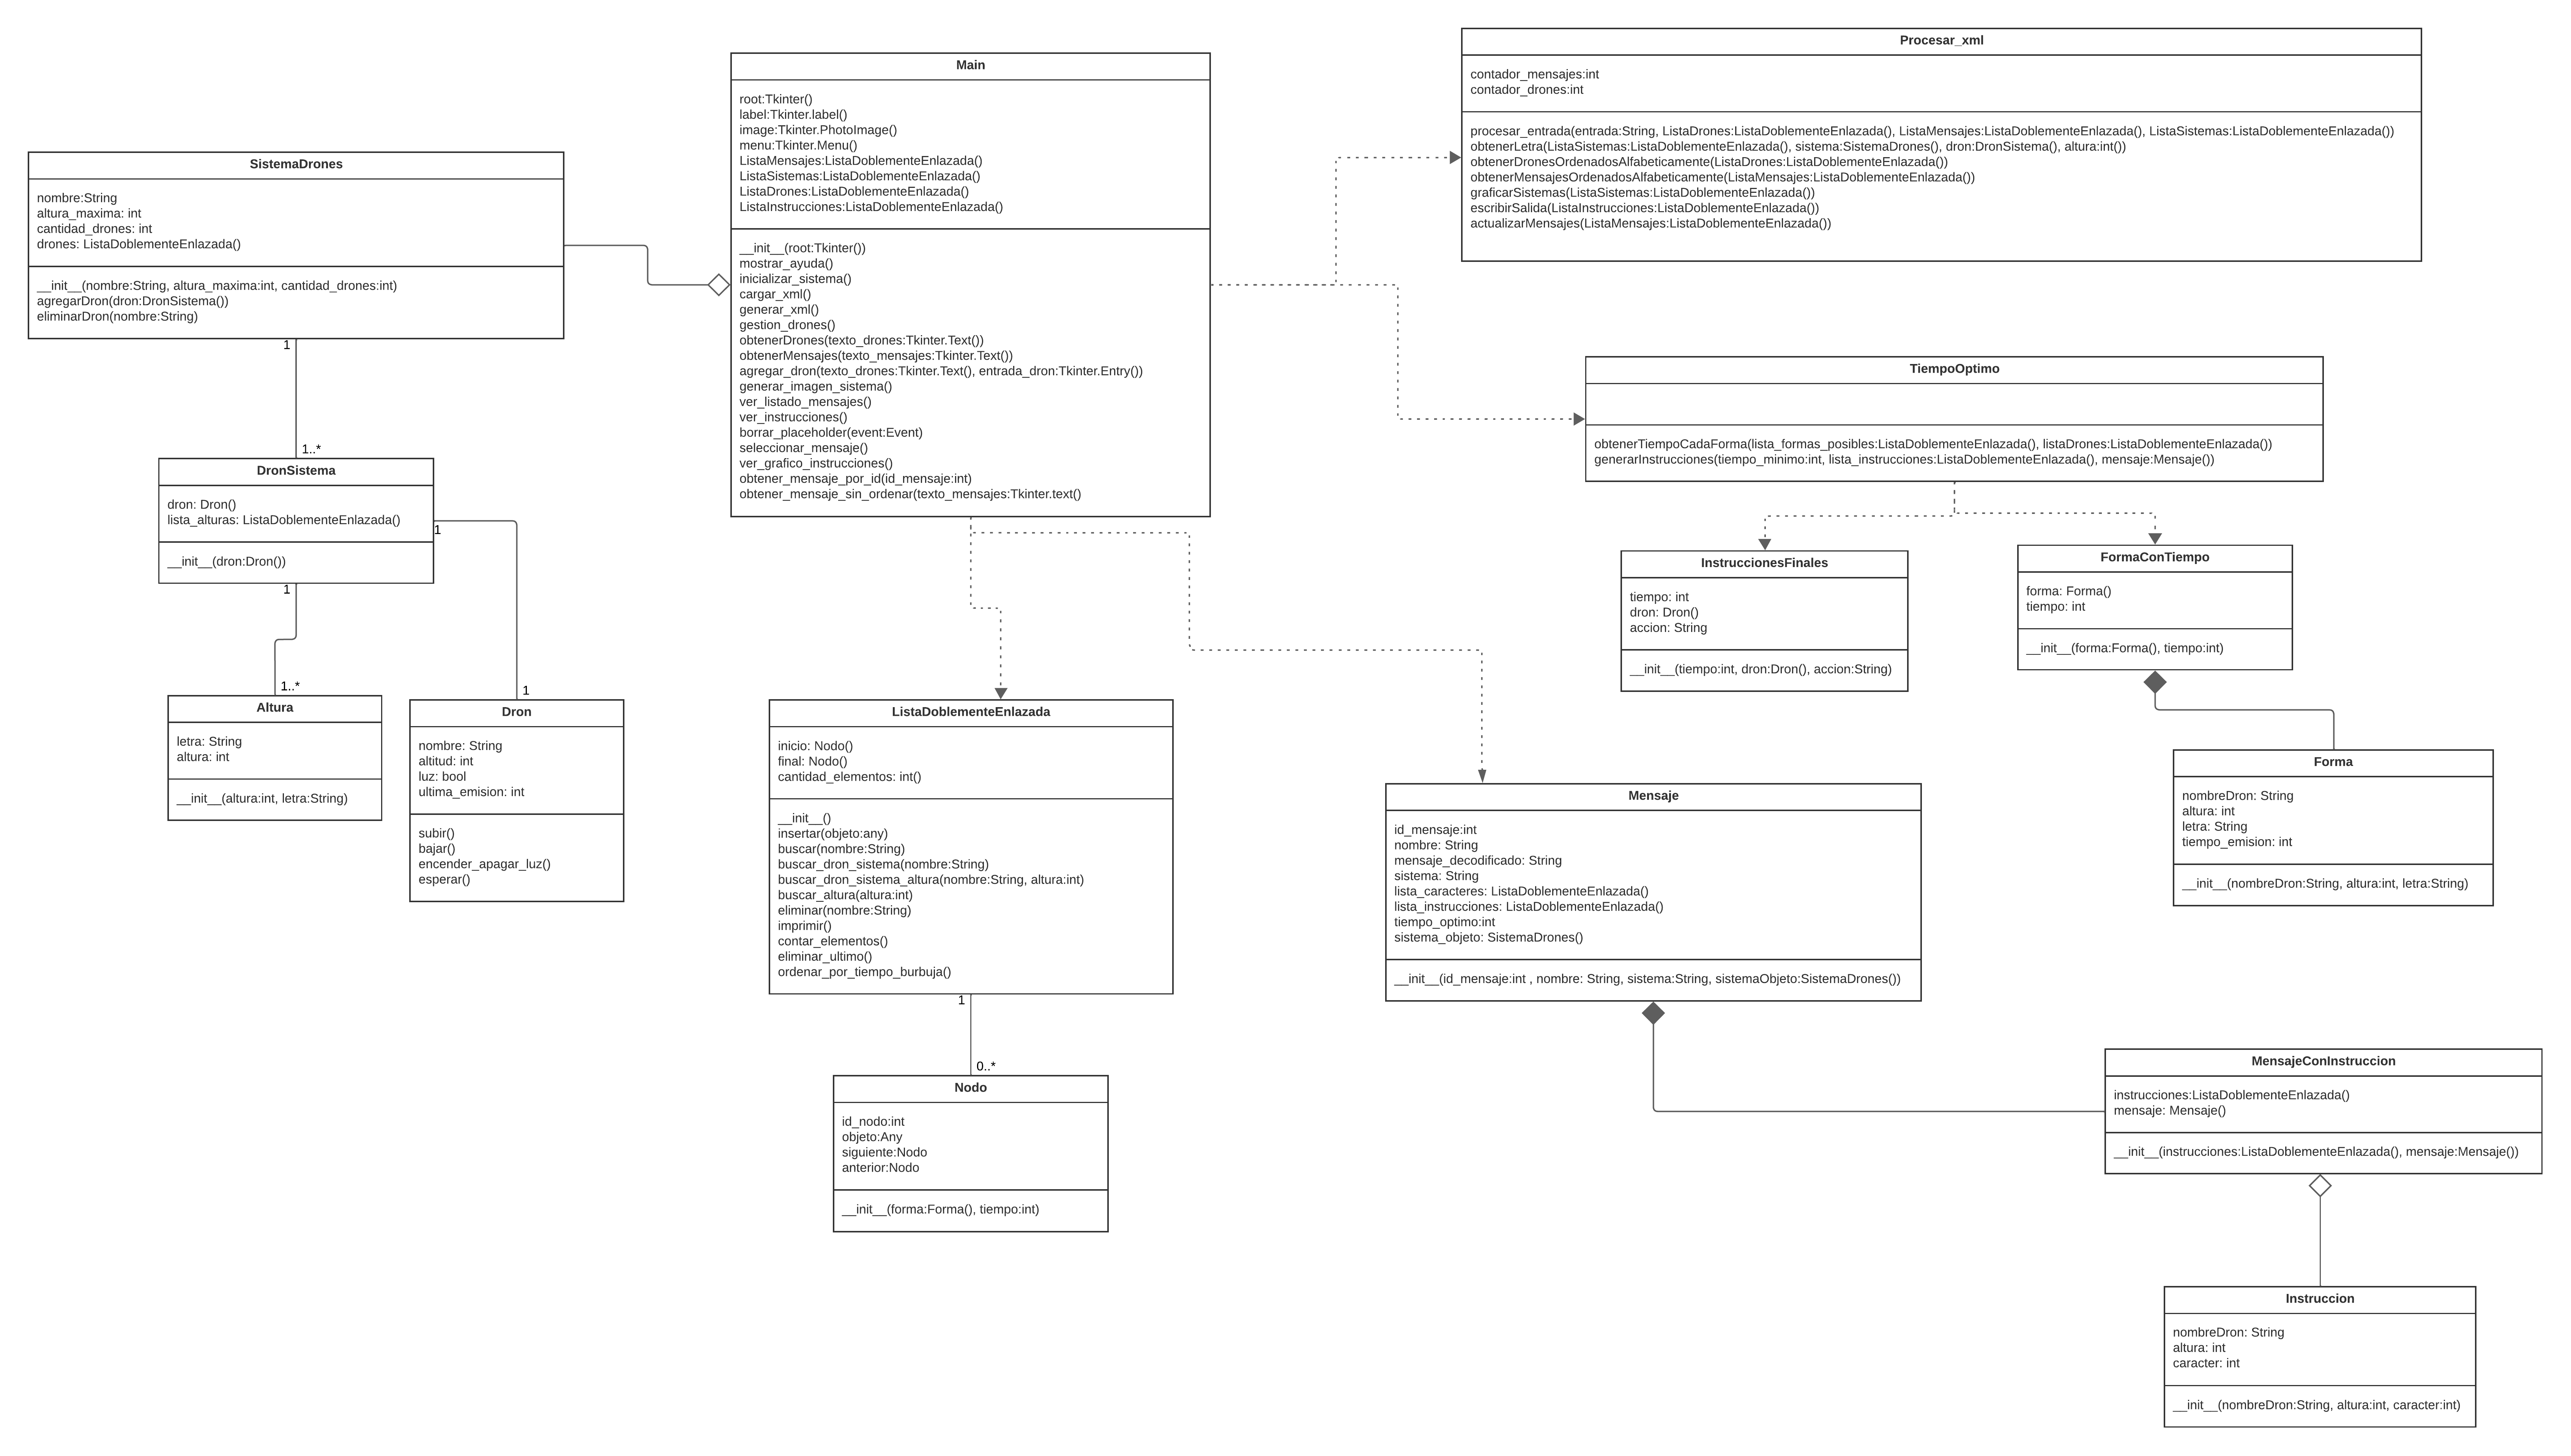 SistemaDrones
nombre:String
altura_maxima: int
cantidad_drones: int
drones: ListaDoblementeEnlazada()
__init__(nombre:String, altura_maxima:int, cantidad_drones:int)
agregarDron(dron:DronSistema())
eliminarDron(nombre:String)
1
1..*
DronSistema
dron: Dron()
lista_alturas: ListaDoblementeEnlazada()
__init__(dron:Dron())
1
1
1..*
1
Altura
letra: String
altura: int
__init__(altura:int, letra:String)
Dron
nombre: String
altitud: int
luz: bool
ultima_emision: int
subir()
bajar()
encender_apagar_luz()
esperar()
Main
root:Tkinter()
label:Tkinter.label()
image:Tkinter.PhotoImage()
menu:Tkinter.Menu()
ListaMensajes:ListaDoblementeEnlazada()
ListaSistemas:ListaDoblementeEnlazada()
ListaDrones:ListaDoblementeEnlazada()
ListaInstrucciones:ListaDoblementeEnlazada()
__init__(root:Tkinter())
mostrar_ayuda()
inicializar_sistema()
cargar_xml()
generar_xml()
gestion_drones()
obtenerDrones(texto_drones:Tkinter.Text())
obtenerMensajes(texto_mensajes:Tkinter.Text())
agregar_dron(texto_drones:Tkinter.Text(), entrada_dron:Tkinter.Entry())
generar_imagen_sistema()
ver_listado_mensajes()
ver_instrucciones()
borrar_placeholder(event:Event)
seleccionar_mensaje()
ver_grafico_instrucciones()
obtener_mensaje_por_id(id_mensaje:int)
obtener_mensaje_sin_ordenar(texto_mensajes:Tkinter.text()
ListaDoblementeEnlazada
inicio: Nodo()
final: Nodo()
cantidad_elementos: int()
__init__()
insertar(objeto:any)
buscar(nombre:String)
buscar_dron_sistema(nombre:String)
buscar_dron_sistema_altura(nombre:String, altura:int)
buscar_altura(altura:int)
eliminar(nombre:String)
imprimir()
contar_elementos()
eliminar_ultimo()
ordenar_por_tiempo_burbuja()
1
0..*
Nodo
id_nodo:int
objeto:Any
siguiente:Nodo
anterior:Nodo
__init__(forma:Forma(), tiempo:int)
Procesar_xml
contador_mensajes:int
contador_drones:int
procesar_entrada(entrada:String, ListaDrones:ListaDoblementeEnlazada(), ListaMensajes:ListaDoblementeEnlazada(), ListaSistemas:ListaDoblementeEnlazada())
obtenerLetra(ListaSistemas:ListaDoblementeEnlazada(), sistema:SistemaDrones(), dron:DronSistema(), altura:int())
obtenerDronesOrdenadosAlfabeticamente(ListaDrones:ListaDoblementeEnlazada())
obtenerMensajesOrdenadosAlfabeticamente(ListaMensajes:ListaDoblementeEnlazada())
graficarSistemas(ListaSistemas:ListaDoblementeEnlazada())
escribirSalida(ListaInstrucciones:ListaDoblementeEnlazada())
actualizarMensajes(ListaMensajes:ListaDoblementeEnlazada())
TiempoOptimo
obtenerTiempoCadaForma(lista_formas_posibles:ListaDoblementeEnlazada(), listaDrones:ListaDoblementeEnlazada())
generarInstrucciones(tiempo_minimo:int, lista_instrucciones:ListaDoblementeEnlazada(), mensaje:Mensaje())
InstruccionesFinales
tiempo: int
dron: Dron()
accion: String
__init__(tiempo:int, dron:Dron(), accion:String)
FormaConTiempo
forma: Forma()
tiempo: int
__init__(forma:Forma(), tiempo:int)
Forma
nombreDron: String
altura: int
letra: String
tiempo_emision: int
__init__(nombreDron:String, altura:int, letra:String)
Mensaje
id_mensaje:int
nombre: String
mensaje_decodificado: String
sistema: String
lista_caracteres: ListaDoblementeEnlazada()
lista_instrucciones: ListaDoblementeEnlazada()
tiempo_optimo:int
sistema_objeto: SistemaDrones()
__init__(id_mensaje:int , nombre: String, sistema:String, sistemaObjeto:SistemaDrones())
MensajeConInstruccion
instrucciones:ListaDoblementeEnlazada()
mensaje: Mensaje()
__init__(instrucciones:ListaDoblementeEnlazada(), mensaje:Mensaje())
Instruccion
nombreDron: String
altura: int
caracter: int
__init__(nombreDron:String, altura:int, caracter:int)